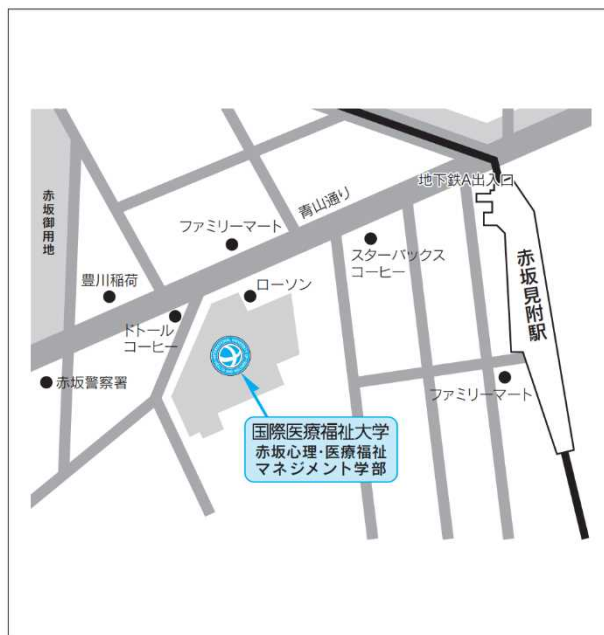 地下鉄A出入口
赤坂御用地
青山通り
ファミリーマート
スターバックス
コーヒー
赤坂見附駅
豊川稲荷
ローソン
ドトール
コーヒー
赤坂警察署
ファミリーマート
国際医療福祉大学
赤坂心理・医療福祉
マネジメント学部